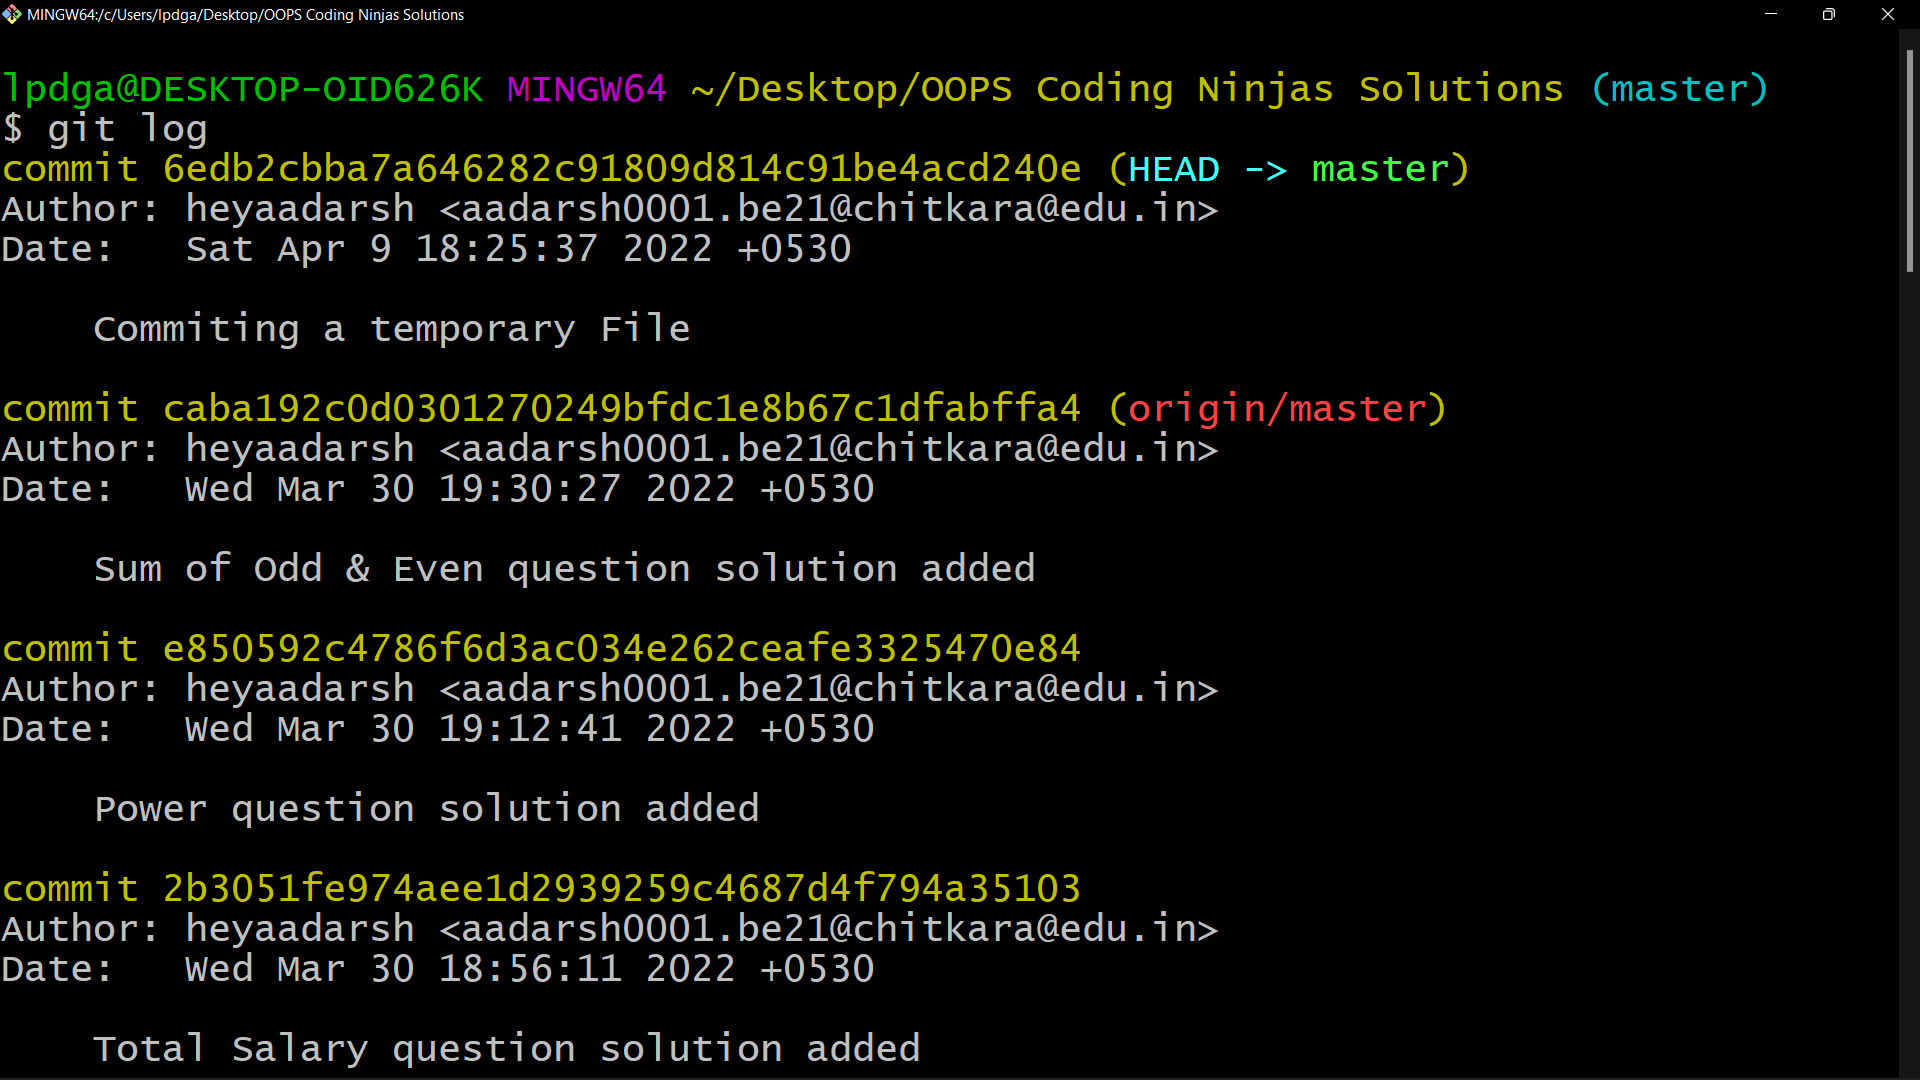 MINGW64:/c/Users/lpdga/Desktop/OOPS Coding Ninjas Solutions
lpdga@DESKTOP-OID626K MINGW64 ~/Desktop/OOPS Coding Ninjas Solutions (master)
$ git log
commit 6edb2cbba7a646282c91809d814c91be4acd240e (HEAD -> master)
Author: heyaadarsh <aadarsh0001.be21@chitkara@edu.in>
Date:   Sat Apr 9 18:25:37 2022 +0530
    Commiting a temporary File
commit caba192c0d0301270249bfdc1e8b67c1dfabffa4 (origin/master)
Author: heyaadarsh <aadarsh0001.be21@chitkara@edu.in>
Date:   Wed Mar 30 19:30:27 2022 +0530
    Sum of Odd & Even question solution added
commit e850592c4786f6d3ac034e262ceafe3325470e84
Author: heyaadarsh <aadarsh0001.be21@chitkara@edu.in>
Date:   Wed Mar 30 19:12:41 2022 +0530
    Power question solution added
commit 2b3051fe974aee1d2939259c4687d4f794a35103
Author: heyaadarsh <aadarsh0001.be21@chitkara@edu.in>
Date:   Wed Mar 30 18:56:11 2022 +0530
    Total Salary question solution added